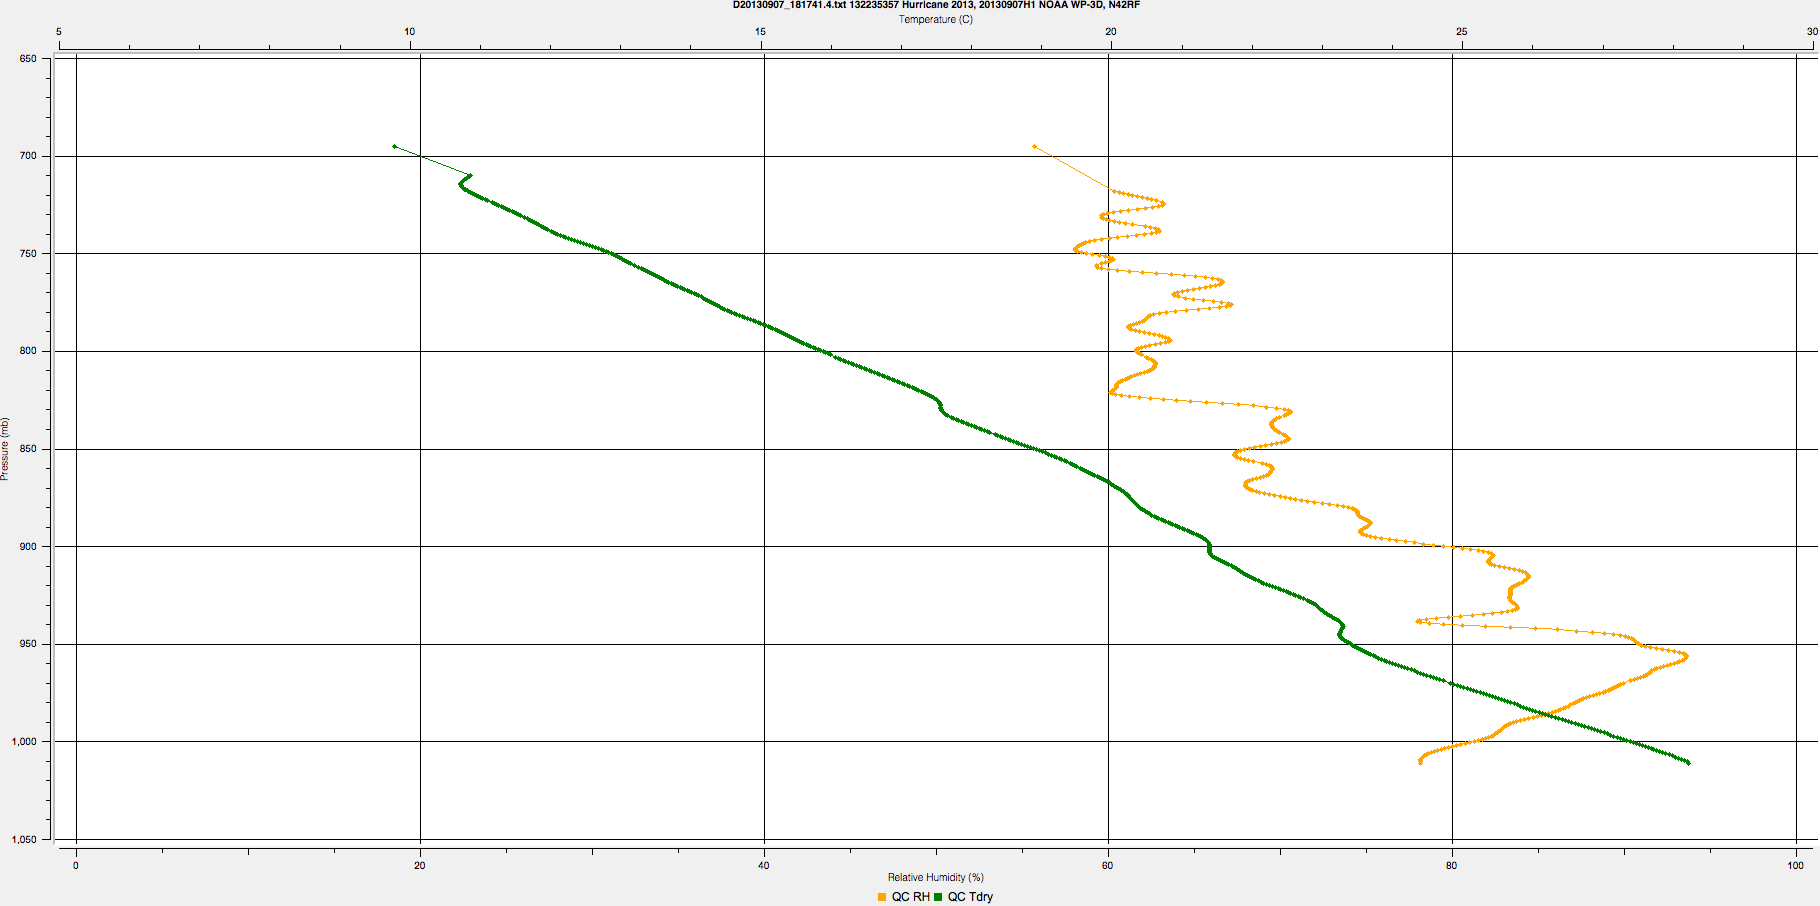 D20130907_181741.4.txt 132235357 Hurricane 2013, 20130907H1 NOAA WP-3D, N42RF
Temperature (C)
5 10 15 20 25 30
650
700
750
800
850
900
950
1,000
1,050
Pressure (mb)
0 20 40 60 80 100
Relative Humidity (%)
QC RH QC Tdry